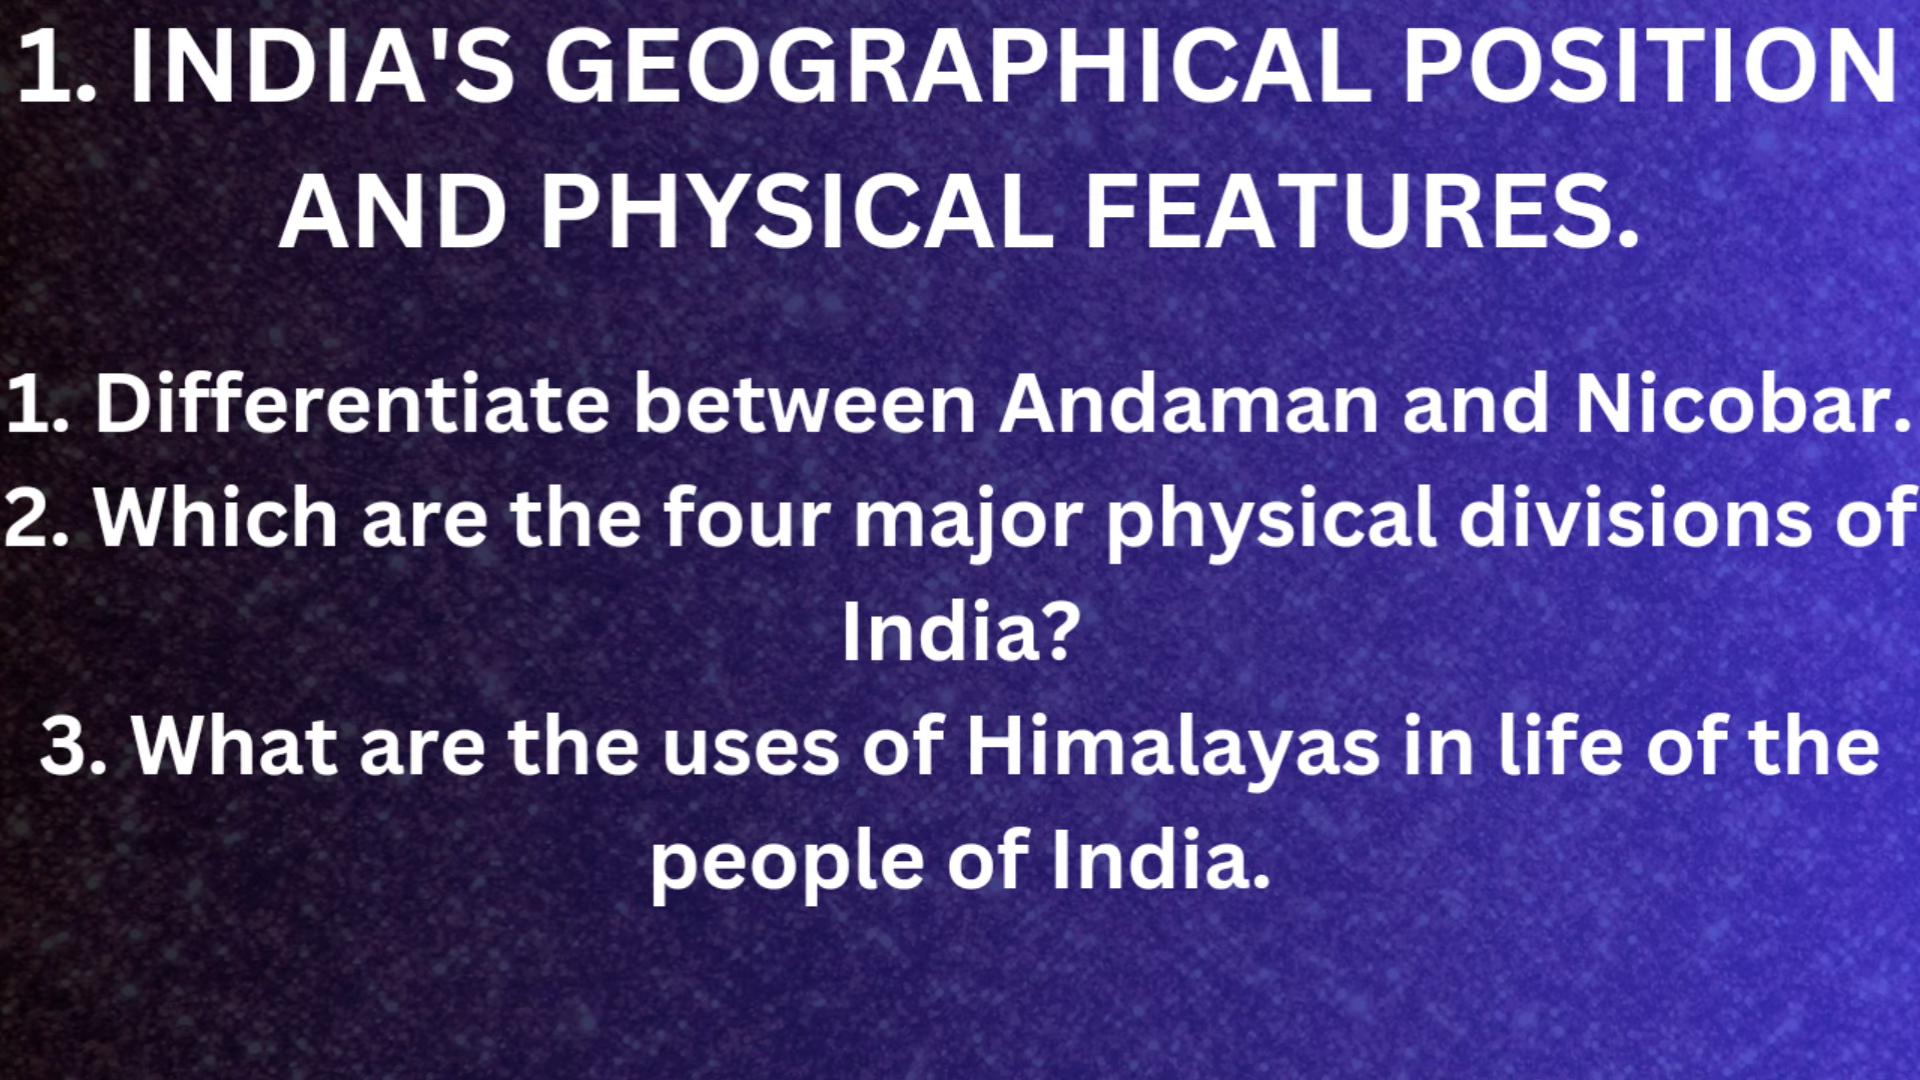 1. INDIA'S GEOGRAPHICAL POSITION
AND PHYSICAL FEATURES.
1. Differentiate between Andaman and Nicobar.
2. Which are the four major physical divisions of
India?
3. What are the uses of Himalayas in life of the
people of India.